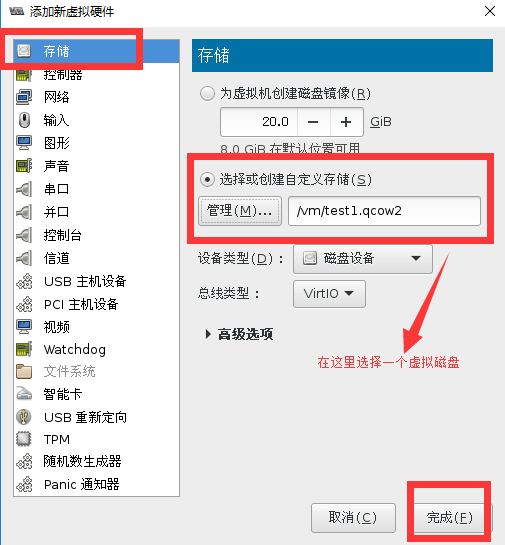 添加新虚拟硬件
存储
控制器
网络
输入
图形
声音
串口
并口
控制台
信道
USB 主机设备
PCI 主机设备
视频
Watchdog
文件系统
智能卡
USB 重新定向
TPM
随机数生成器
Panic 通知器
存储
为虚拟机创建磁盘镜像(R)
20.0 − + GiB
8.0 GiB 在默认位置可用
选择或创建自定义存储(S)
管理(M)... /vm/test1.qcow2
设备类型(D)： 磁盘设备
总线类型： VirtIO
高级选项
在这里选择一个虚拟磁盘
取消(C) 完成(F)